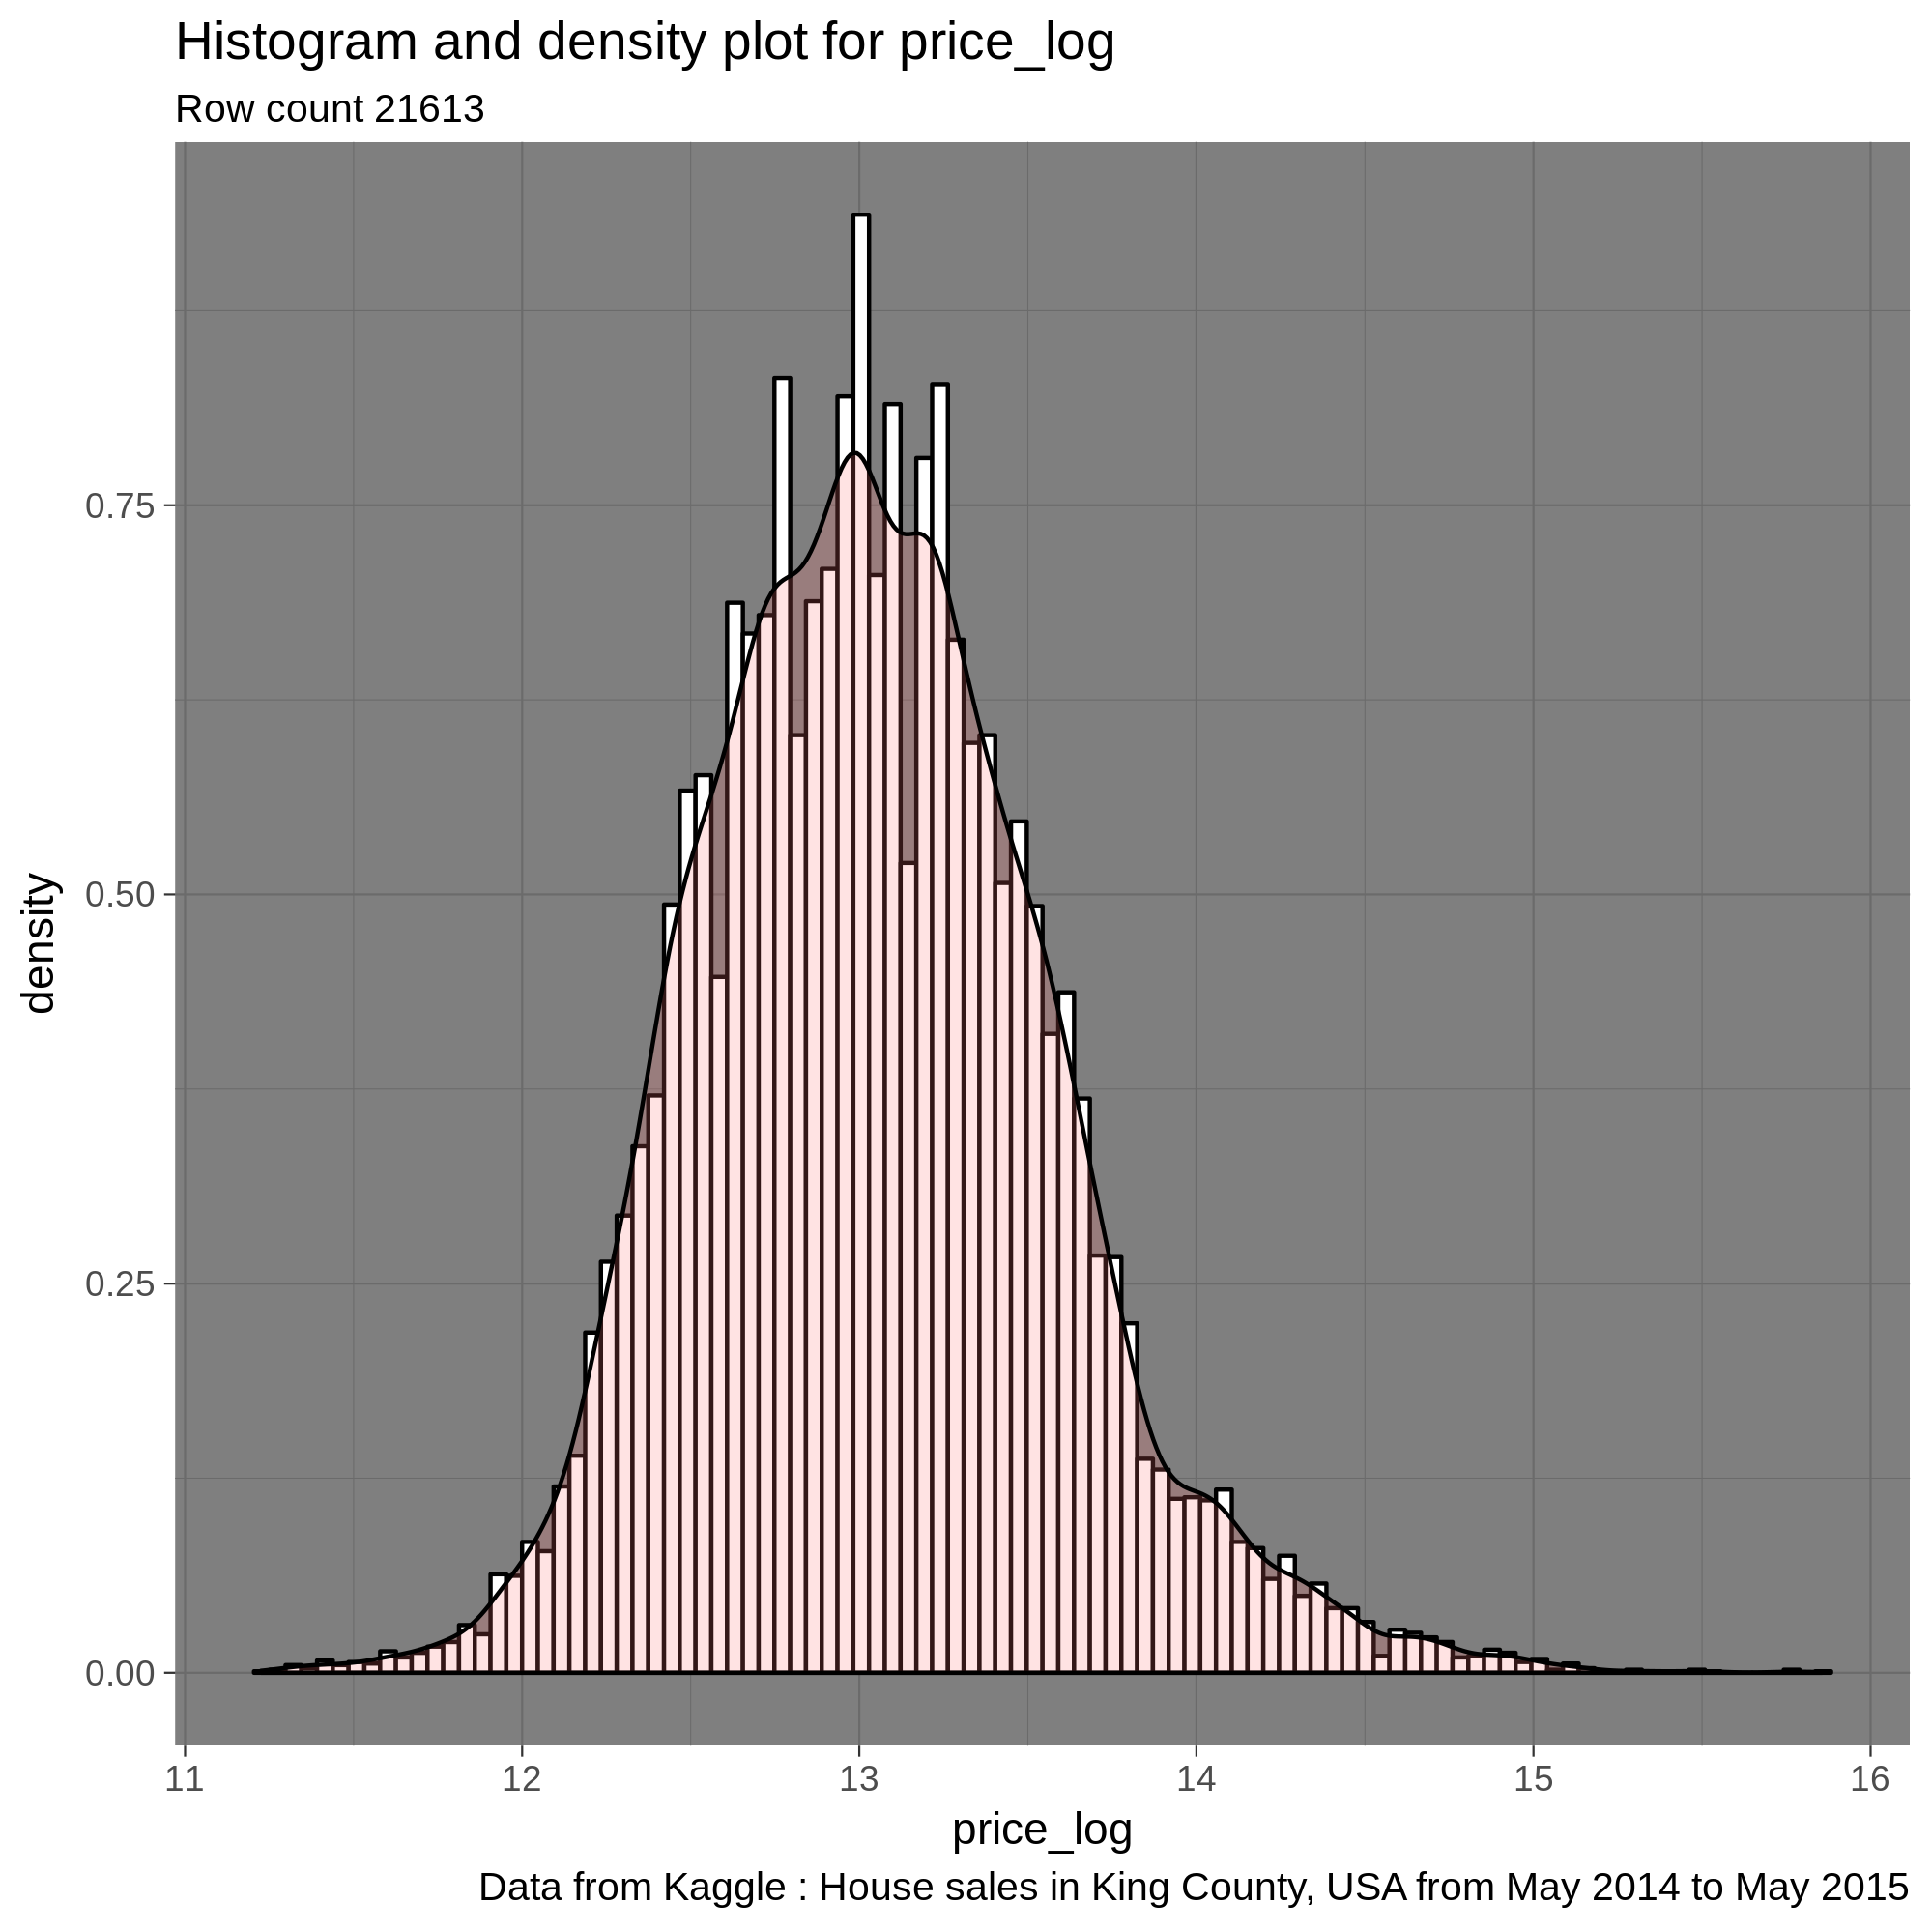 Histogram and density plot for price_log
Row count 21613
0.75
0.50
0.25
0.00
density
11 12 13 14 15 16
price_log
Data from Kaggle : House sales in King County, USA from May 2014 to May 2015